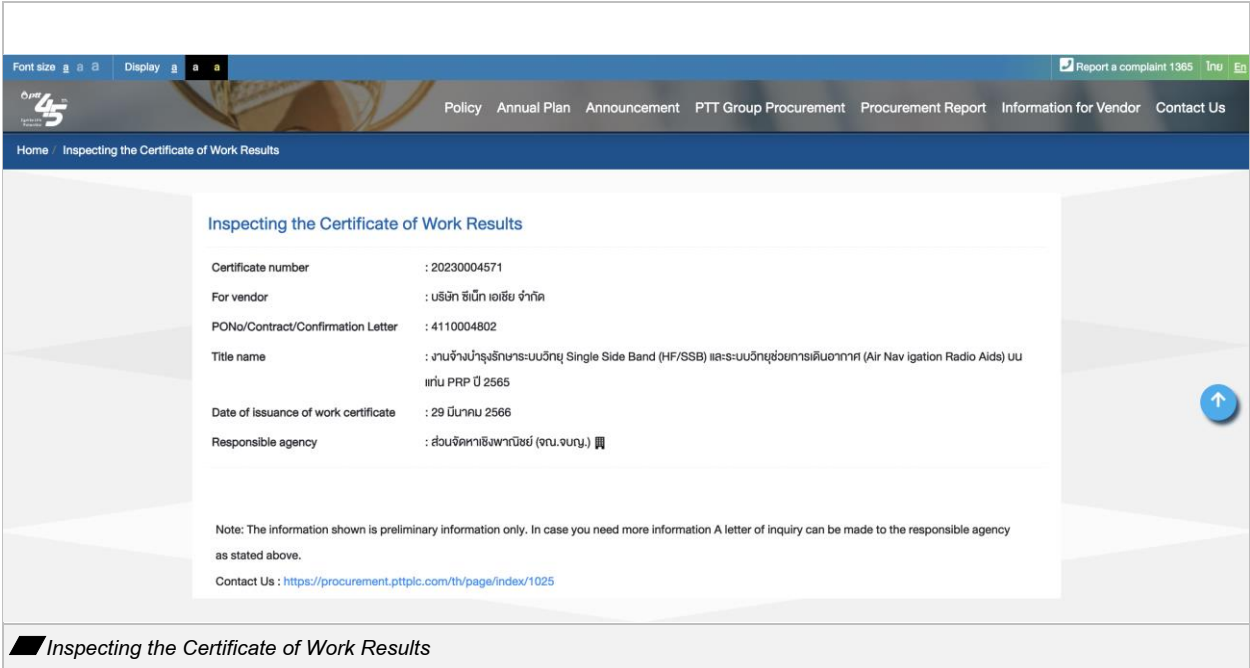 Font size a a a Display a a a Report a complaint 1365 ไทย En
ptt 45
Policy Annual Plan Announcement PTT Group Procurement Procurement Report Information for Vendor Contact Us
Home / Inspecting the Certificate of Work Results
Inspecting the Certificate of Work Results
Certificate number : 20230004571
For vendor : บริษัท ซีเน็ท เอเชีย จำกัด
PONo/Contract/Confirmation Letter : 4110004802
Title name : งานจ้างบำรุงรักษาระบบวิทยุ Single Side Band (HF/SSB) และระบบวิทยุช่วยการเดินอากาศ (Air Nav igation Radio Aids) บน
แท่น PRP ปี 2565
Date of issuance of work certificate : 29 มีนาคม 2566
Responsible agency : ส่วนจัดหาเชิงพาณิชย์ (จณ.จบญ.)
Note: The information shown is preliminary information only. In case you need more information A letter of inquiry can be made to the responsible agency
as stated above.
Contact Us : https://procurement.pttplc.com/th/page/index/1025
Inspecting the Certificate of Work Results